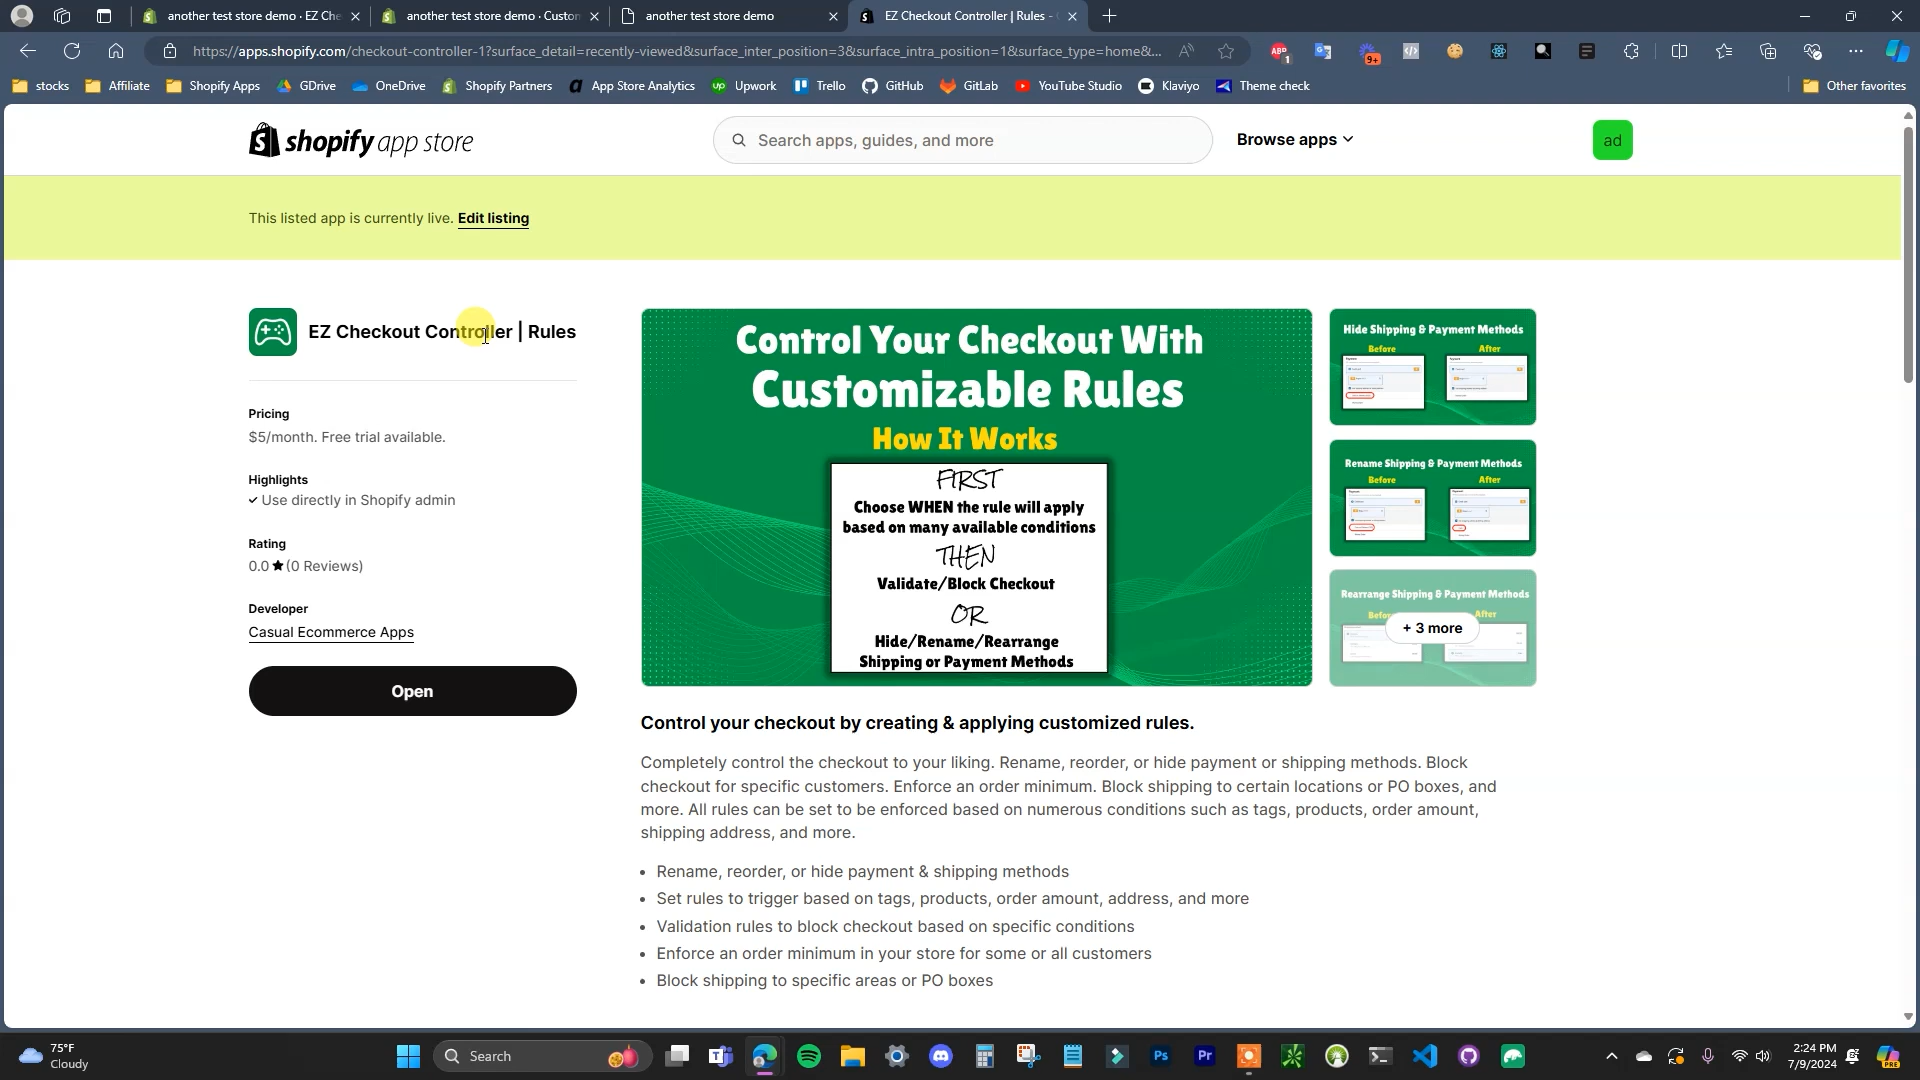 another test store demo · EZ Che
another test store demo · Custon
another test store demo
EZ Checkout Controller | Rules -
https://apps.shopify.com/checkout-controller-1?surface_detail=recently-viewed&surface_inter_position=3&surface_intra_position=1&surface_type=home&...
ABP
1
9+
stocks
Affiliate
Shopify Apps
GDrive
OneDrive
Shopify Partners
App Store Analytics
up Upwork
Trello
GitHub
GitLab
YouTube Studio
Klaviyo
Theme check
Other favorites
shopify app store
Search apps, guides, and more
Browse apps
ad
This listed app is currently live. Edit listing
EZ Checkout Controller | Rules
Pricing
$5/month. Free trial available.
Highlights
Use directly in Shopify admin
Rating
0.0 ★ (0 Reviews)
Developer
Casual Ecommerce Apps
Open
Control Your Checkout With
Customizable Rules
How It Works
FIRST
Choose WHEN the rule will apply
based on many available conditions
THEN
Validate/Block Checkout
OR
Hide/Rename/Rearrange
Shipping or Payment Methods
Hide Shipping & Payment Methods
Before After
Rename Shipping & Payment Methods
Before After
Rearrange Shipping & Payment Methods
Before After
+ 3 more
Control your checkout by creating & applying customized rules.
Completely control the checkout to your liking. Rename, reorder, or hide payment or shipping methods. Block
checkout for specific customers. Enforce an order minimum. Block shipping to certain locations or PO boxes, and
more. All rules can be set to be enforced based on numerous conditions such as tags, products, order amount,
shipping address, and more.
• Rename, reorder, or hide payment & shipping methods
• Set rules to trigger based on tags, products, order amount, address, and more
• Validation rules to block checkout based on specific conditions
• Enforce an order minimum in your store for some or all customers
• Block shipping to specific areas or PO boxes
75°F
Cloudy
Search
Ps
Pr
2:24 PM
7/9/2024
PRE